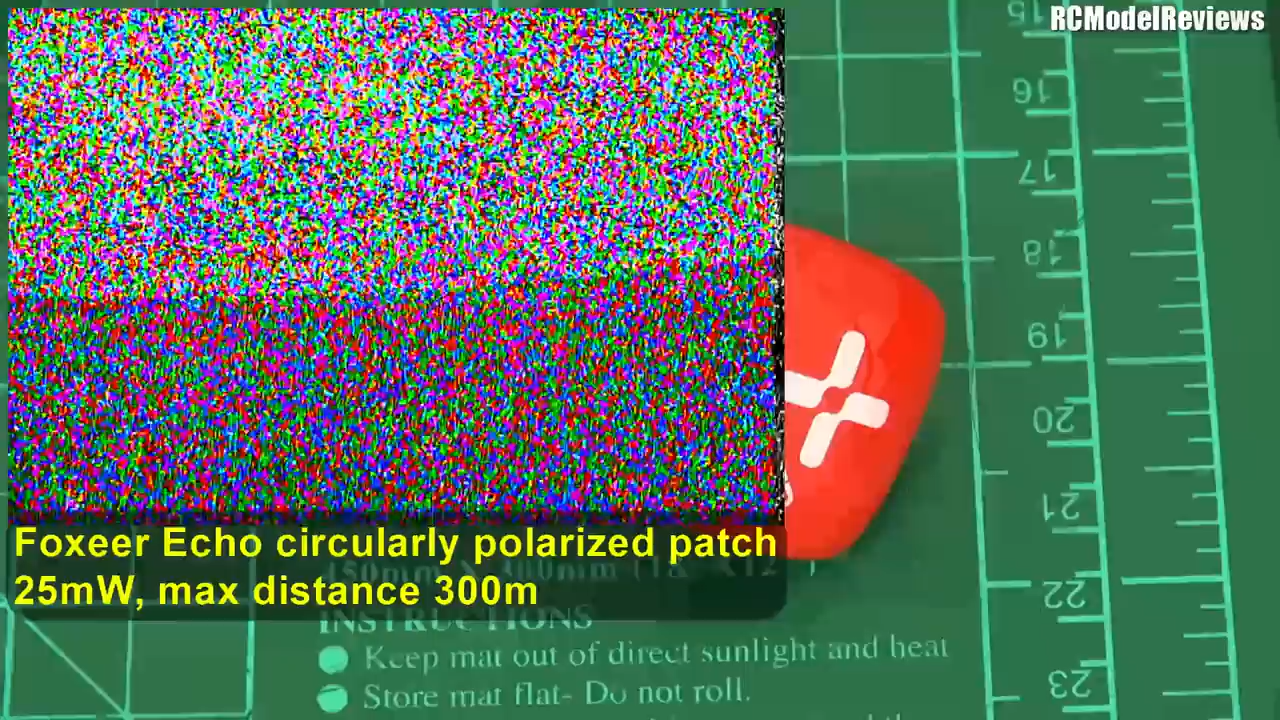 RCModelReviews
15
16
17
18
19
20
21
22
23
Foxeer Echo circularly polarized patch
25mW, max distance 300m
INSTRUCTIONS
Keep mat out of direct sunlight and heat
Store mat flat- Do not roll.